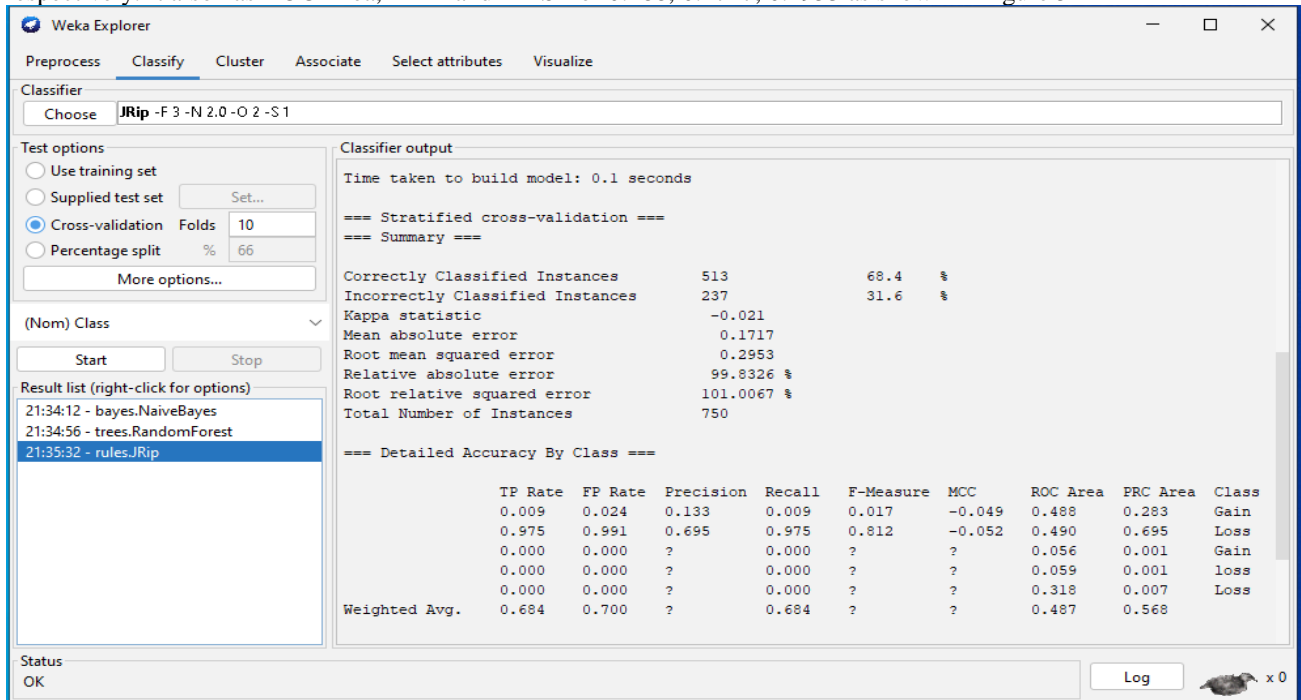 Weka Explorer
Preprocess Classify Cluster Associate Select attributes Visualize
Classifier
Choose JRip -F 3 -N 2.0 -O 2 -S 1
Test options
Use training set
Supplied test set Set...
Cross-validation Folds 10
Percentage split % 66
More options...
(Nom) Class
Start Stop
Result list (right-click for options)
21:34:12 - bayes.NaiveBayes
21:34:56 - trees.RandomForest
21:35:32 - rules.JRip
Classifier output
Time taken to build model: 0.1 seconds
=== Stratified cross-validation ===
=== Summary ===
Correctly Classified Instances 513 68.4 %
Incorrectly Classified Instances 237 31.6 %
Kappa statistic -0.021
Mean absolute error 0.1717
Root mean squared error 0.2953
Relative absolute error 99.8326 %
Root relative squared error 101.0067 %
Total Number of Instances 750
=== Detailed Accuracy By Class ===
TP Rate FP Rate Precision Recall F-Measure MCC ROC Area PRC Area Class
0.009 0.024 0.133 0.009 0.017 -0.049 0.488 0.283 Gain
0.975 0.991 0.695 0.975 0.812 -0.052 0.490 0.695 Loss
0.000 0.000 ? 0.000 ? ? 0.056 0.001 Gain
0.000 0.000 ? 0.000 ? ? 0.059 0.001 loss
0.000 0.000 ? 0.000 ? ? 0.318 0.007 Loss
Weighted Avg. 0.684 0.700 ? 0.684 ? ? 0.487 0.568
Status
OK
Log x 0